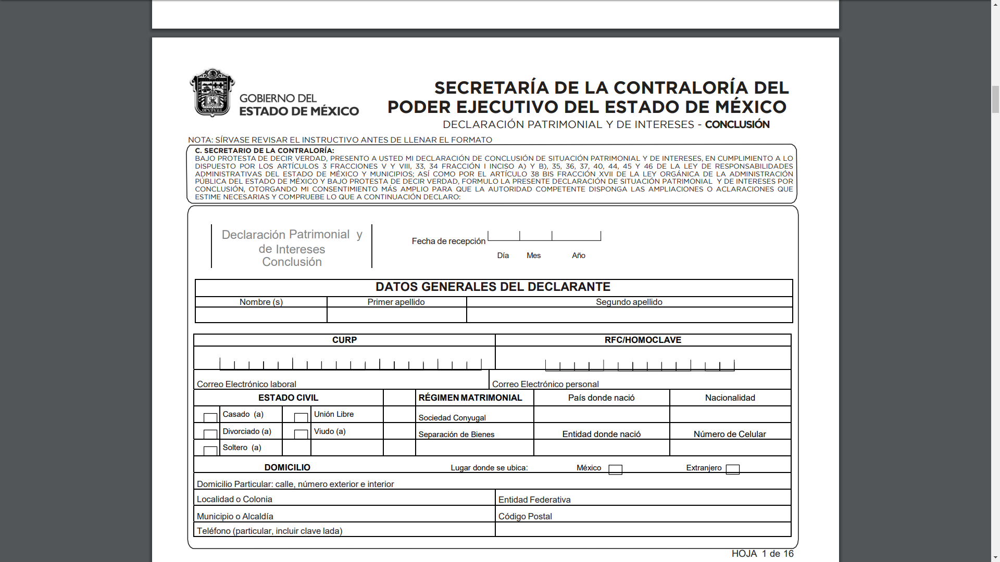 GOBIERNO DEL
ESTADO DE MÉXICO
SECRETARÍA DE LA CONTRALORÍA DEL
PODER EJECUTIVO DEL ESTADO DE MÉXICO
DECLARACIÓN PATRIMONIAL Y DE INTERESES - CONCLUSIÓN
NOTA: SÍRVASE REVISAR EL INSTRUCTIVO ANTES DE LLENAR EL FORMATO
C. SECRETARIO DE LA CONTRALORÍA:
BAJO PROTESTA DE DECIR VERDAD, PRESENTO A USTED MI DECLARACIÓN DE CONCLUSIÓN DE SITUACIÓN PATRIMONIAL Y DE INTERESES, EN CUMPLIMIENTO A LO
DISPUESTO POR LOS ARTÍCULOS 3 FRACCIONES V Y VIII, 33, 34 FRACCIÓN I INCISO A) Y B), 35, 36, 37, 40, 44, 45 Y 46 DE LA LEY DE RESPONSABILIDADES
ADMINISTRATIVAS DEL ESTADO DE MÉXICO Y MUNICIPIOS; ASÍ COMO POR EL ARTÍCULO 38 BIS FRACCIÓN XVII DE LA LEY ORGÁNICA DE LA ADMINISTRACIÓN
PÚBLICA DEL ESTADO DE MÉXICO Y BAJO PROTESTA DE DECIR VERDAD, FORMULO LA PRESENTE DECLARACIÓN DE SITUACIÓN PATRIMONIAL Y DE INTERESES POR
CONCLUSIÓN, OTORGANDO MI CONSENTIMIENTO MÁS AMPLIO PARA QUE LA AUTORIDAD COMPETENTE DISPONGA LAS AMPLIACIONES O ACLARACIONES QUE
ESTIME NECESARIAS Y COMPRUEBE LO QUE A CONTINUACIÓN DECLARO:
Declaración Patrimonial y
de Intereses
Conclusión
Fecha de recepción
Día Mes Año
DATOS GENERALES DEL DECLARANTE
Nombre (s) Primer apellido Segundo apellido
CURP RFC/HOMOCLAVE
Correo Electrónico laboral Correo Electrónico personal
ESTADO CIVIL RÉGIMEN MATRIMONIAL País donde nació Nacionalidad
Casado (a) Unión Libre Sociedad Conyugal
Divorciado (a) Viudo (a) Separación de Bienes Entidad donde nació Número de Celular
Soltero (a)
DOMICILIO Lugar donde se ubica: México Extranjero
Domicilio Particular: calle, número exterior e interior
Localidad o Colonia Entidad Federativa
Municipio o Alcaldía Código Postal
Teléfono (particular, incluir clave lada)
HOJA 1 de 16